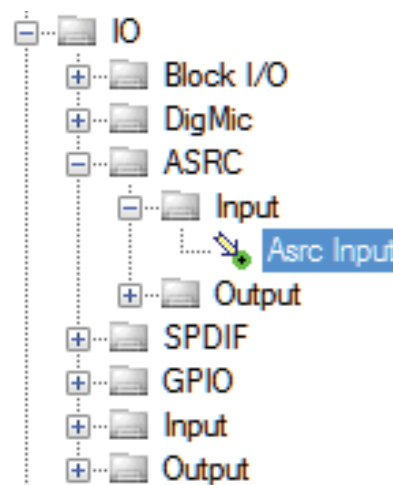 IO
Block I/O
DigMic
ASRC
Input
Asrc Input
Output
SPDIF
GPIO
Input
Output